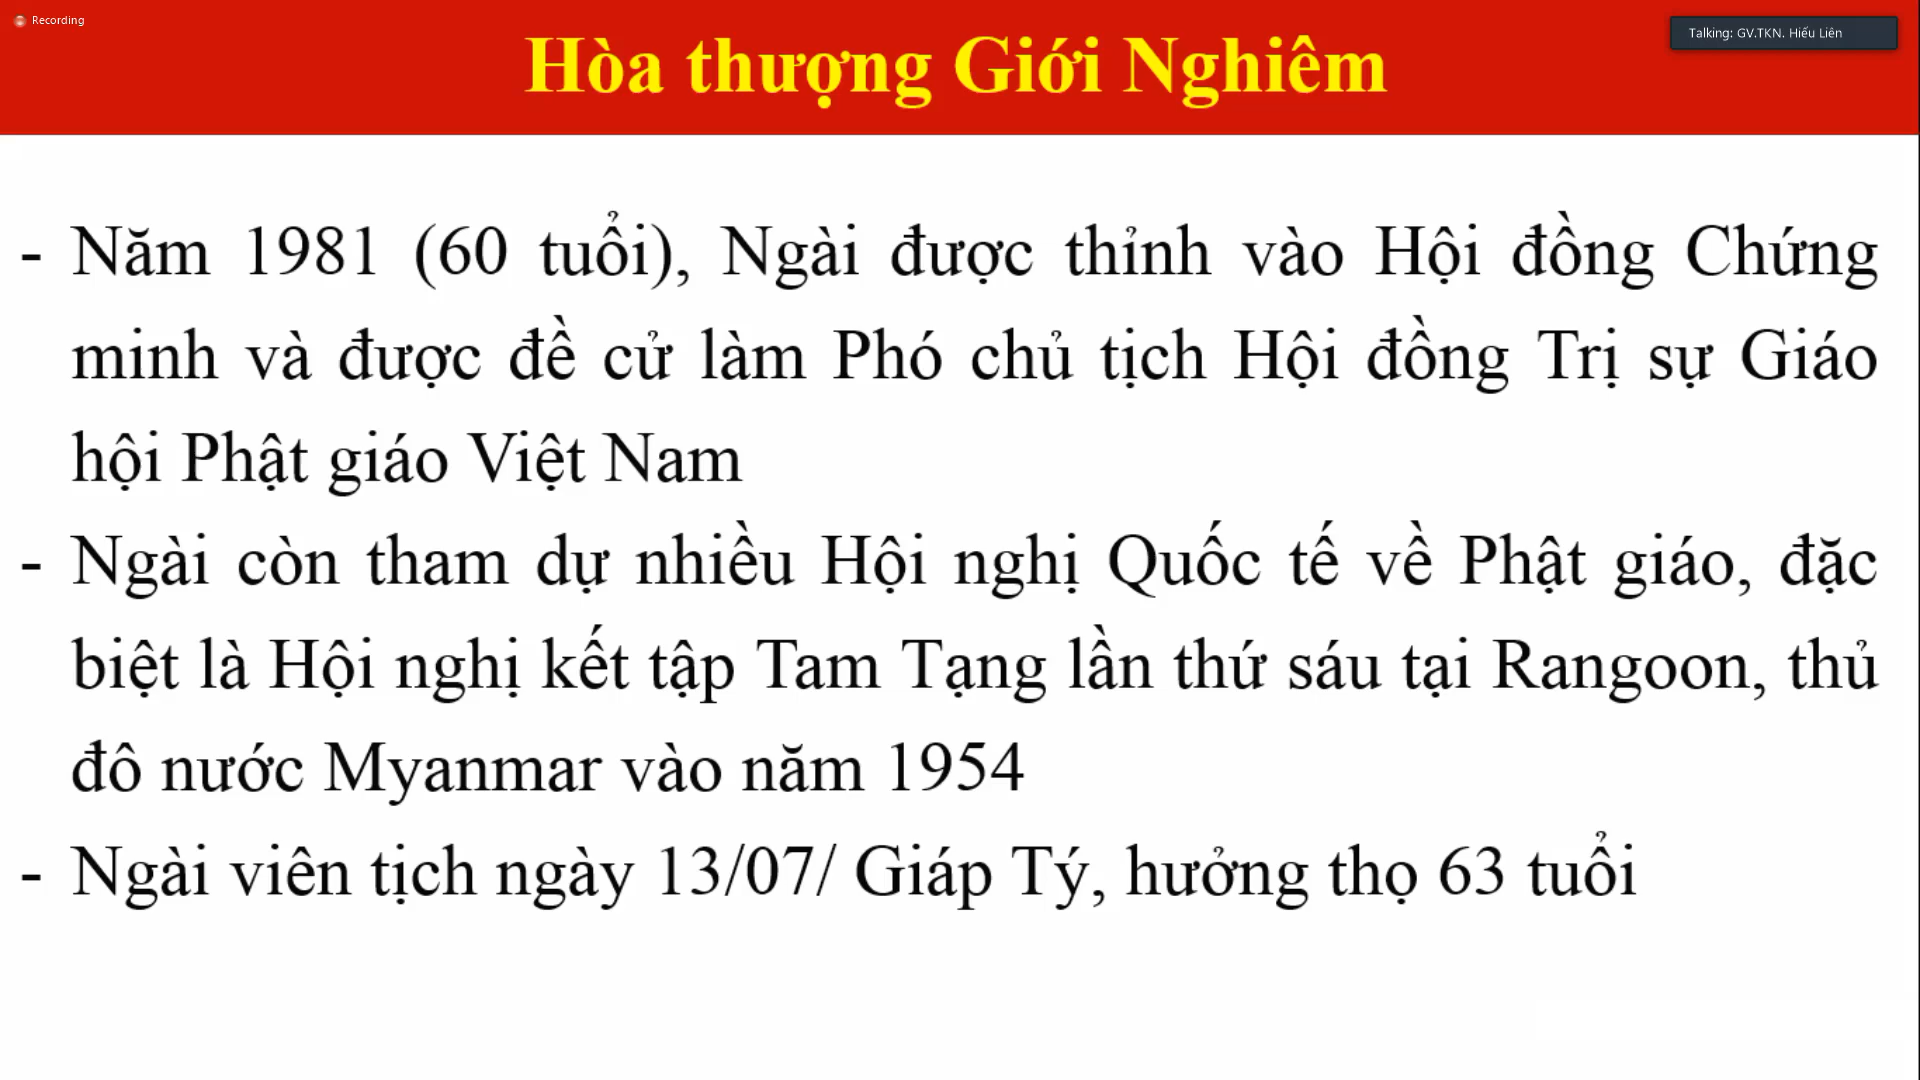 Recording
Talking: GV.TKN. Hiếu Liên
Hòa thượng Giới Nghiêm
- Năm 1981 (60 tuổi), Ngài được thỉnh vào Hội đồng Chứng
minh và được đề cử làm Phó chủ tịch Hội đồng Trị sự Giáo
hội Phật giáo Việt Nam
- Ngài còn tham dự nhiều Hội nghị Quốc tế về Phật giáo, đặc
biệt là Hội nghị kết tập Tam Tạng lần thứ sáu tại Rangoon, thủ
đô nước Myanmar vào năm 1954
- Ngài viên tịch ngày 13/07/ Giáp Tý, hưởng thọ 63 tuổi